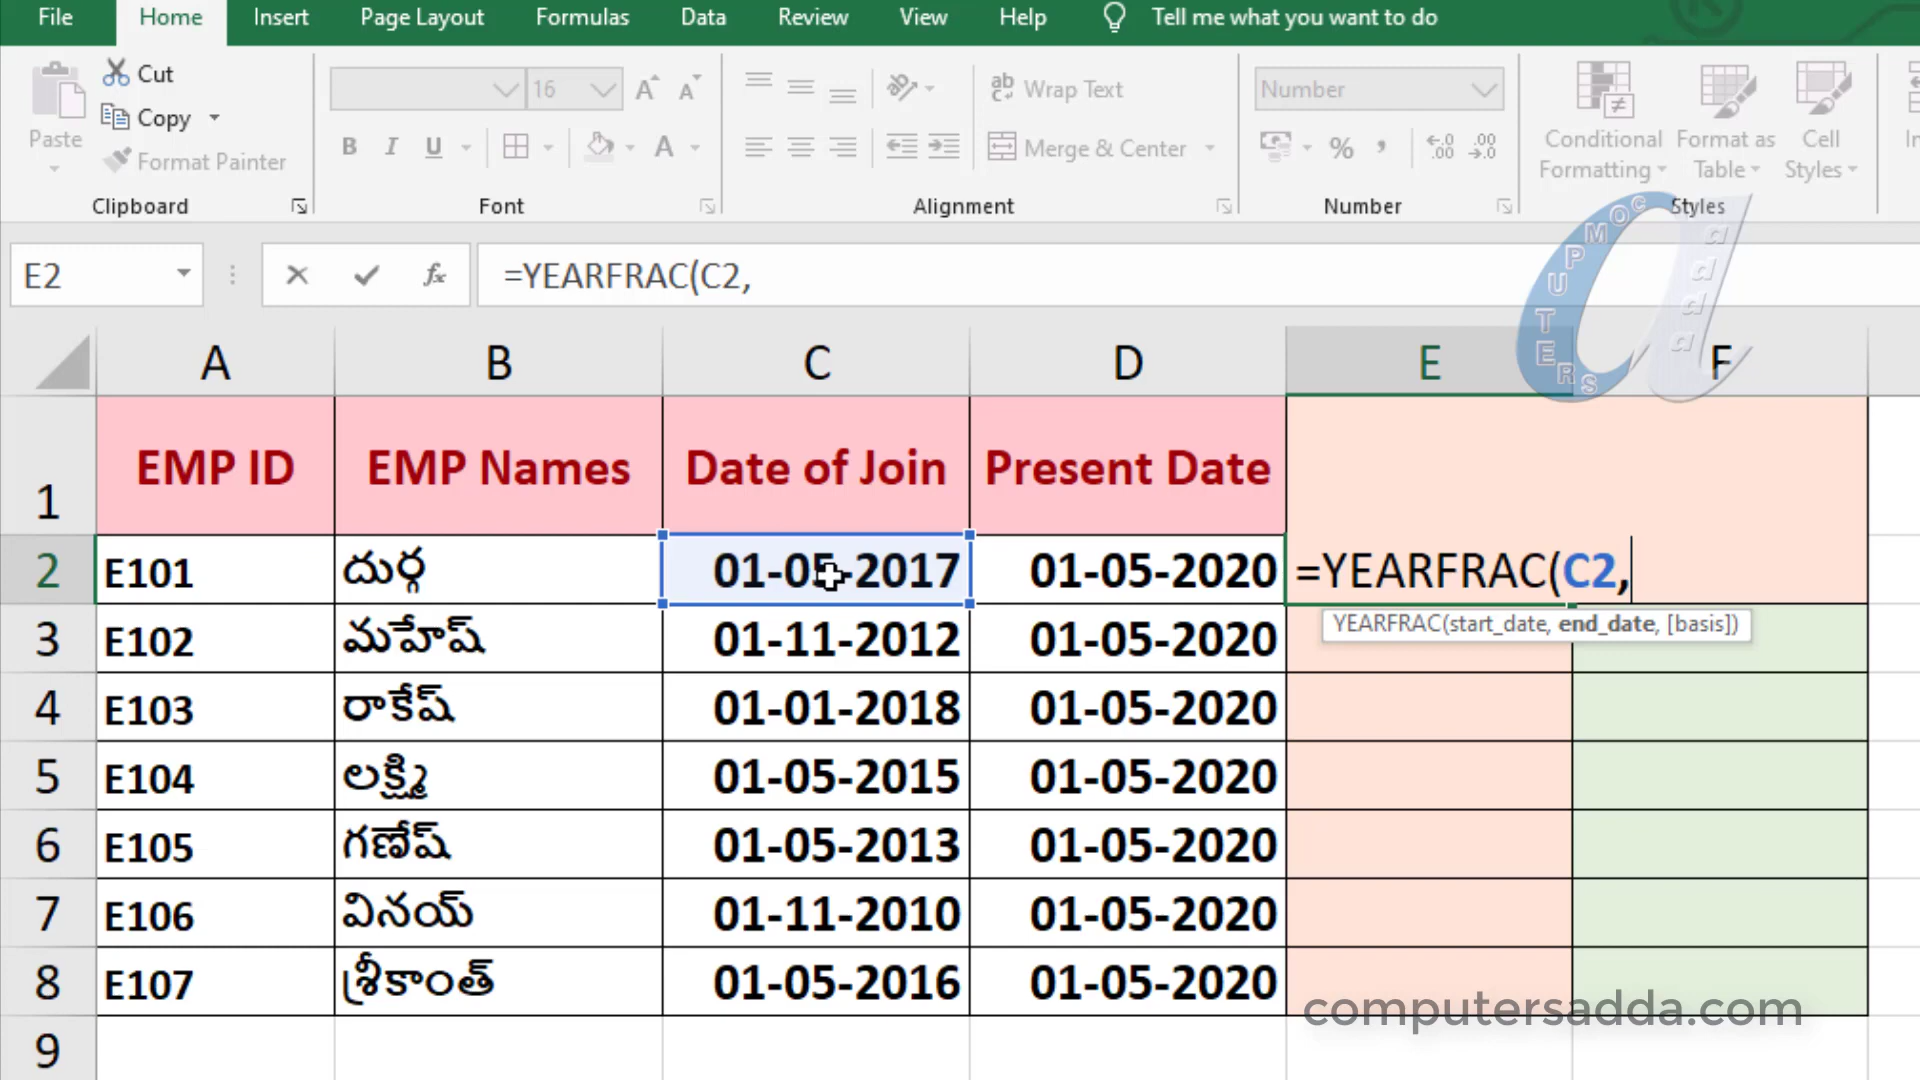 File Home Insert Page Layout Formulas Data Review View Help Tell me what you want to do
Cut
Copy
Paste
Format Painter
16
A A
B I U A
ab Wrap Text
Merge & Center
Number
% ,
Conditional Formatting
Format as Table
Cell Styles
Clipboard Font Alignment Number Styles
COMPUTERS adda
E2 fx =YEARFRAC(C2,
A B C D E F
1 EMP ID EMP Names Date of Join Present Date
2 E101 దుర్గ 01-05-2017 01-05-2020 =YEARFRAC(C2,
YEARFRAC(start_date, end_date, [basis])
3 E102 మహేష్ 01-11-2012 01-05-2020
4 E103 రాకేష్ 01-01-2018 01-05-2020
5 E104 లక్ష్మి 01-05-2015 01-05-2020
6 E105 గణేష్ 01-05-2013 01-05-2020
7 E106 వినయ్ 01-11-2010 01-05-2020
8 E107 శ్రీకాంత్ 01-05-2016 01-05-2020
computersadda.com
9